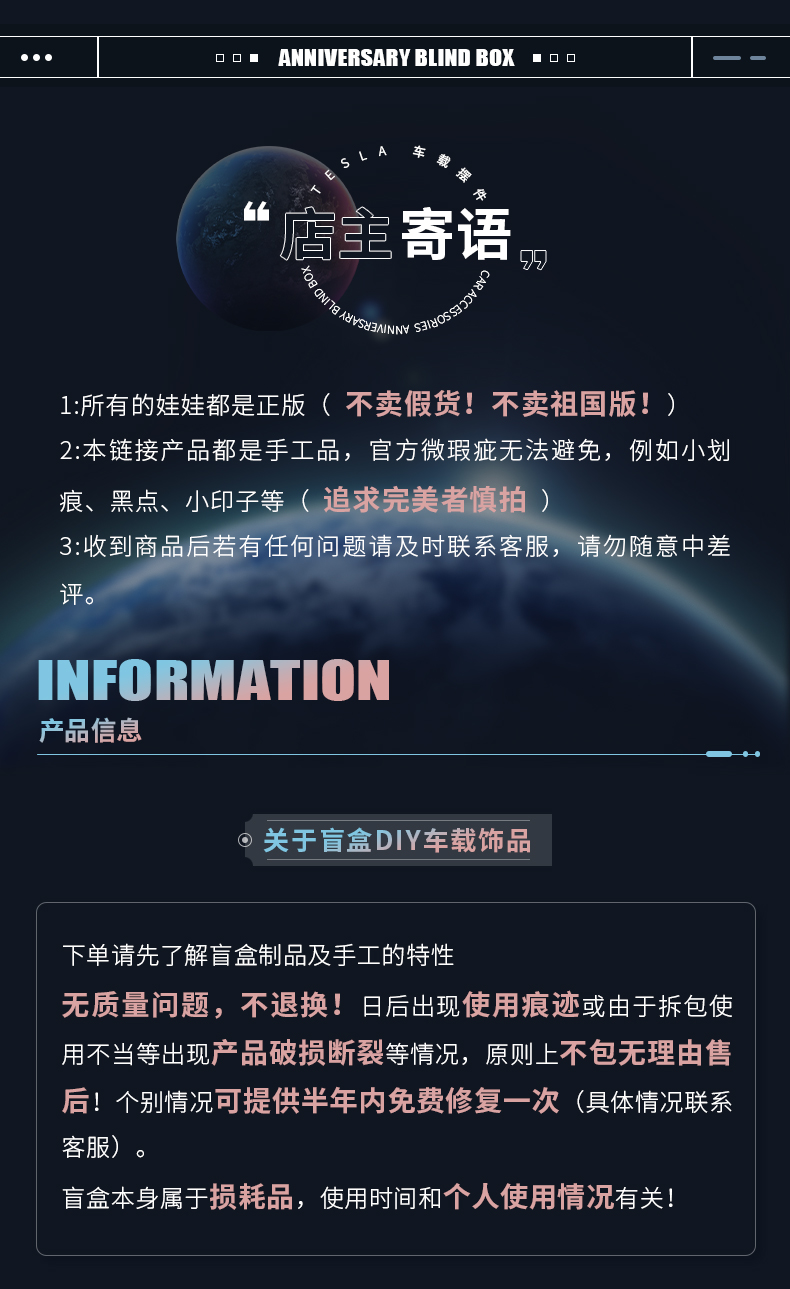 ANNIVERSARY BLIND BOX
TESLA 车载摆件
“店主寄语”
CAR ACCESSORIES ANNIVERSARY BLIND BOX
1:所有的娃娃都是正版（ 不卖假货！不卖祖国版！）
2:本链接产品都是手工品，官方微瑕疵无法避免，例如小划
痕、黑点、小印子等（ 追求完美者慎拍 ）
3:收到商品后若有任何问题请及时联系客服，请勿随意中差
评。
INFORMATION
产品信息
关于盲盒DIY车载饰品
下单请先了解盲盒制品及手工的特性
无质量问题，不退换！日后出现使用痕迹或由于拆包使
用不当等出现产品破损断裂等情况，原则上不包无理由售
后！个别情况可提供半年内免费修复一次（具体情况联系
客服）。
盲盒本身属于损耗品，使用时间和个人使用情况有关！